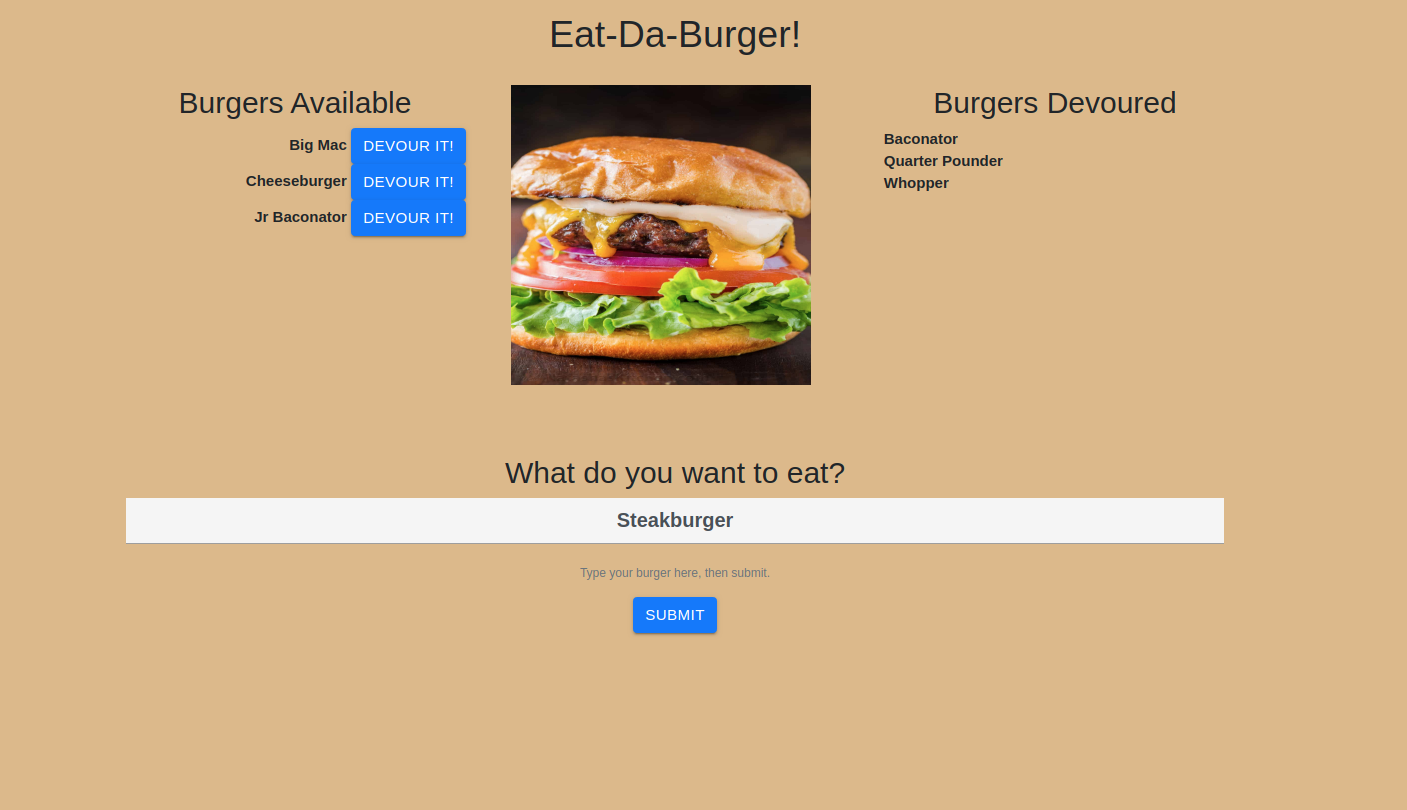 Eat-Da-Burger!
Burgers Available
Big Mac DEVOUR IT!
Cheeseburger DEVOUR IT!
Jr Baconator DEVOUR IT!
Burgers Devoured
Baconator
Quarter Pounder
Whopper
What do you want to eat?
Steakburger
Type your burger here, then submit.
SUBMIT